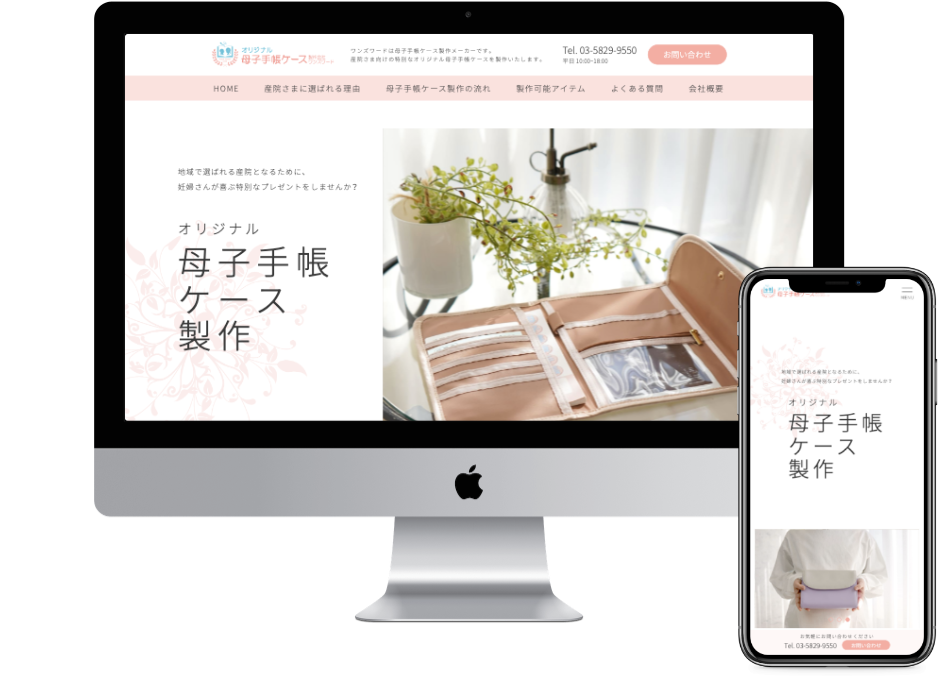 オリジナル
母子手帳ケース
ワンズワードは母子手帳ケース製作メーカーです。
産院さま向けの特別なオリジナル母子手帳ケースを製作いたします。
Tel. 03-5829-9550
平日 10:00~18:00
お問い合わせ
HOME
産院さまに選ばれる理由
母子手帳ケース製作の流れ
製作可能アイテム
よくある質問
会社概要
地域で選ばれる産院となるために、
妊婦さんが喜ぶ特別なプレゼントをしませんか?
オリジナル
母子手帳
ケース
製作
地域で選ばれる産院となるために、
妊婦さんが喜ぶ特別なプレゼントをしませんか?
オリジナル
母子手帳
ケース
製作
お気軽にお問い合わせください
Tel. 03-5829-9550
お問い合わせ